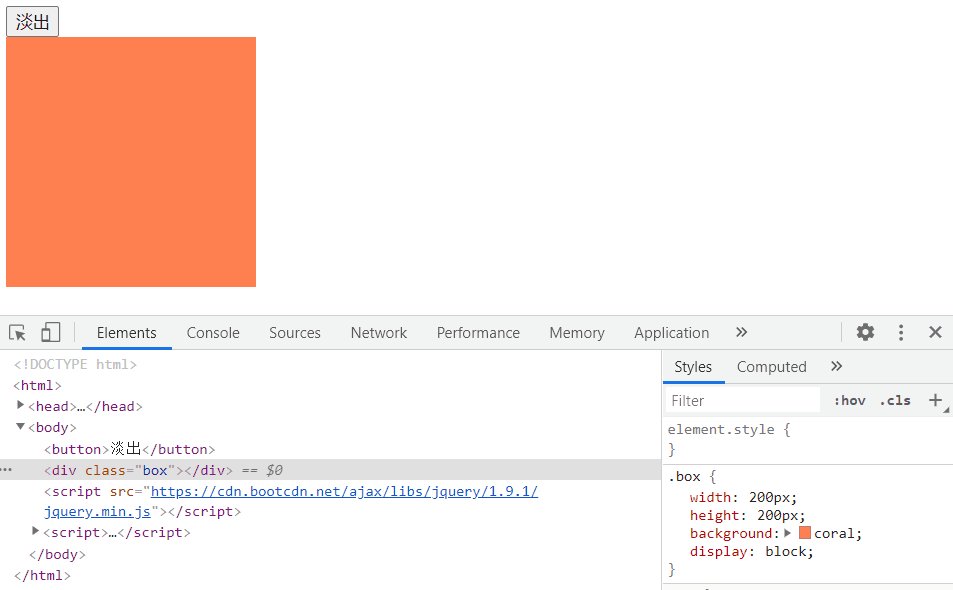 淡出
Elements Console Sources Network Performance Memory Application »
<!DOCTYPE html>
<html>
▶<head>…</head>
▼<body>
<button>淡出</button>
… <div class="box"></div> == $0
<script src="https://cdn.bootcdn.net/ajax/libs/jquery/1.9.1/
jquery.min.js"></script>
▶<script>…</script>
</body>
</html>
Styles Computed »
Filter :hov .cls +
element.style {
}
.box {
width: 200px;
height: 200px;
background:▶ coral;
display: block;
}